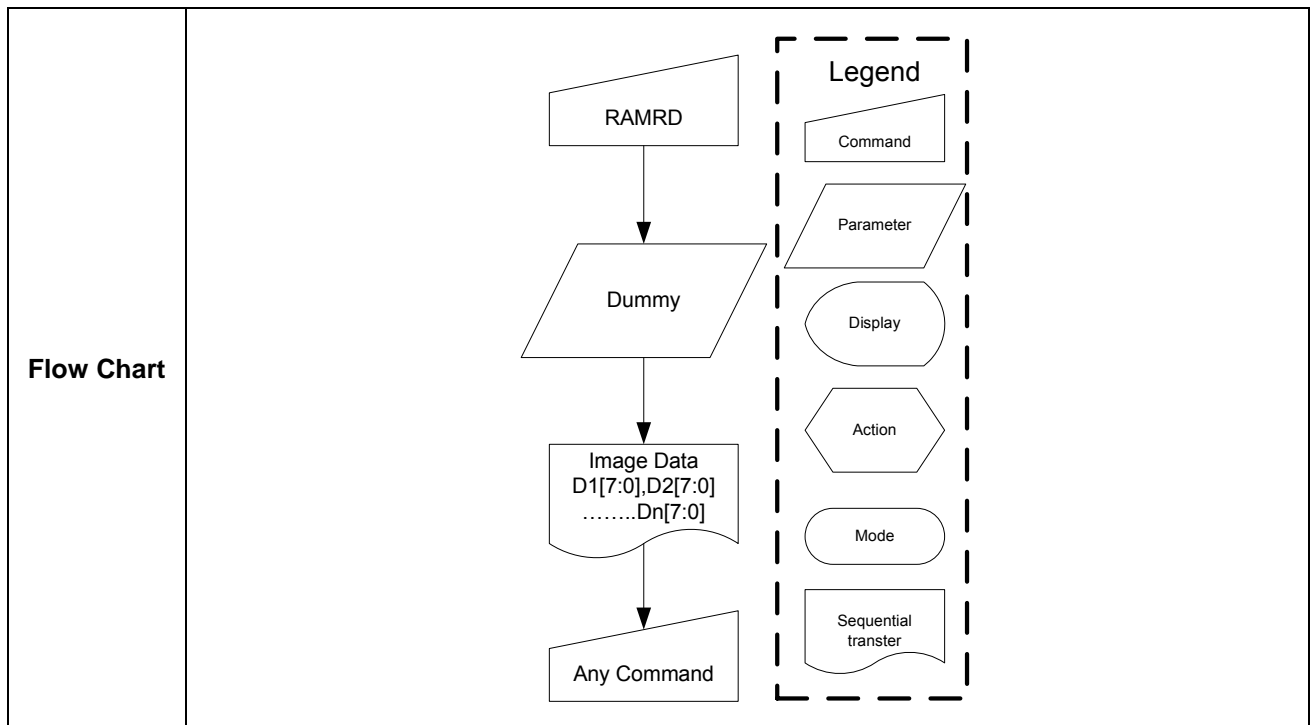 Flow Chart
RAMRD
Dummy
Image Data
D1[7:0],D2[7:0]
……..Dn[7:0]
Any Command
Legend
Command
Parameter
Display
Action
Mode
Sequential
transter